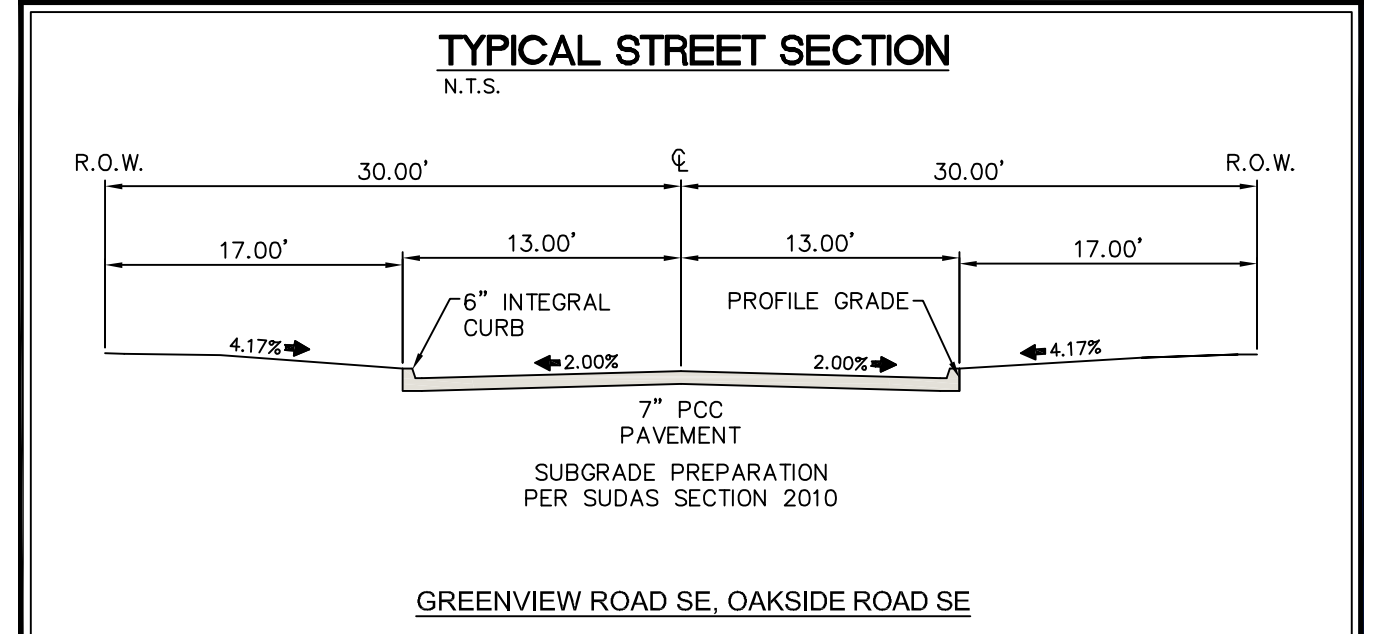 TYPICAL STREET SECTION
N.T.S.
R.O.W.
30.00'
℄
30.00'
R.O.W.
17.00'
13.00'
13.00'
17.00'
6" INTEGRAL
CURB
PROFILE GRADE
4.17%
2.00%
2.00%
4.17%
7" PCC
PAVEMENT
SUBGRADE PREPARATION
PER SUDAS SECTION 2010
GREENVIEW ROAD SE, OAKSIDE ROAD SE